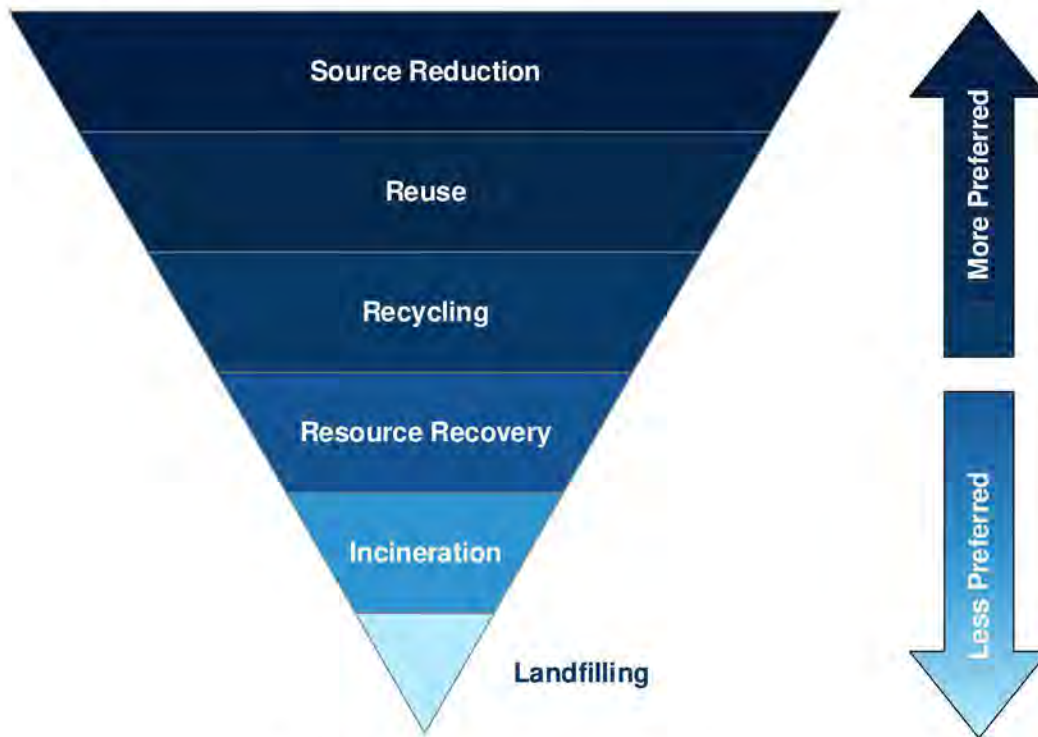 Source Reduction
Reuse
Recycling
Resource Recovery
Incineration
Landfilling
More Preferred
Less Preferred